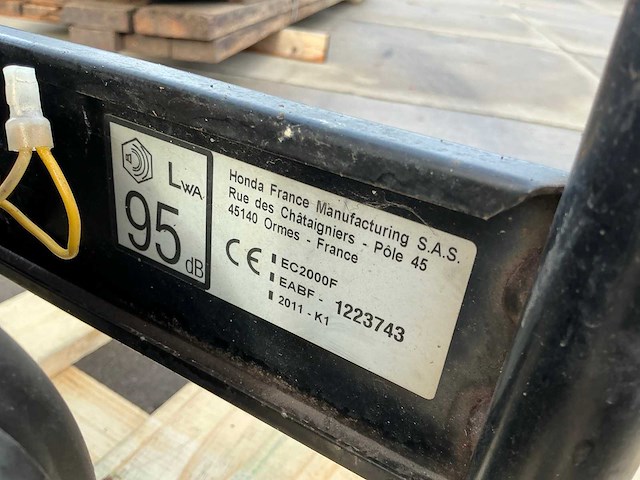 LWA
95 dB
Honda France Manufacturing S.A.S.
Rue des Châtaigniers - Pôle 45
45140 Ormes - France
CE
EC2000F
EABF - 1223743
2011 - K1